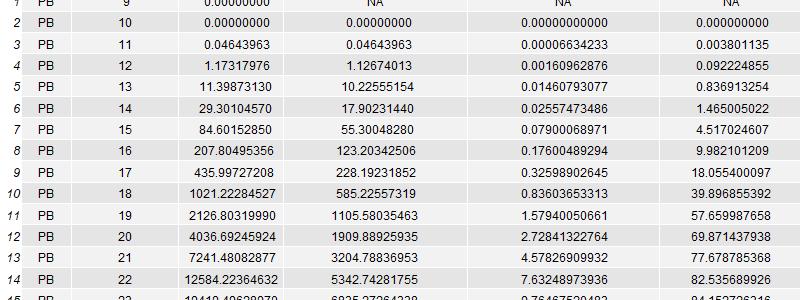 1 PB 9 0.00000000 NA NA NA
2 PB 10 0.00000000 0.00000000 0.00000000000 0.000000000
3 PB 11 0.04643963 0.04643963 0.00006634233 0.003801135
4 PB 12 1.17317976 1.12674013 0.00160962876 0.092224855
5 PB 13 11.39873130 10.22555154 0.01460793077 0.836913254
6 PB 14 29.30104570 17.90231440 0.02557473486 1.465005022
7 PB 15 84.60152850 55.30048280 0.07900068971 4.517024607
8 PB 16 207.80495356 123.20342506 0.17600489294 9.982101209
9 PB 17 435.99727208 228.19231852 0.32598902645 18.055400097
10 PB 18 1021.22284527 585.22557319 0.83603653313 39.896855392
11 PB 19 2126.80319990 1105.58035463 1.57940050661 57.659987658
12 PB 20 4036.69245924 1909.88925935 2.72841322764 69.871437938
13 PB 21 7241.48082877 3204.78836953 4.57826909932 77.678785368
14 PB 22 12584.22364632 5342.74281755 7.63248973936 82.535689926
15 PB 23